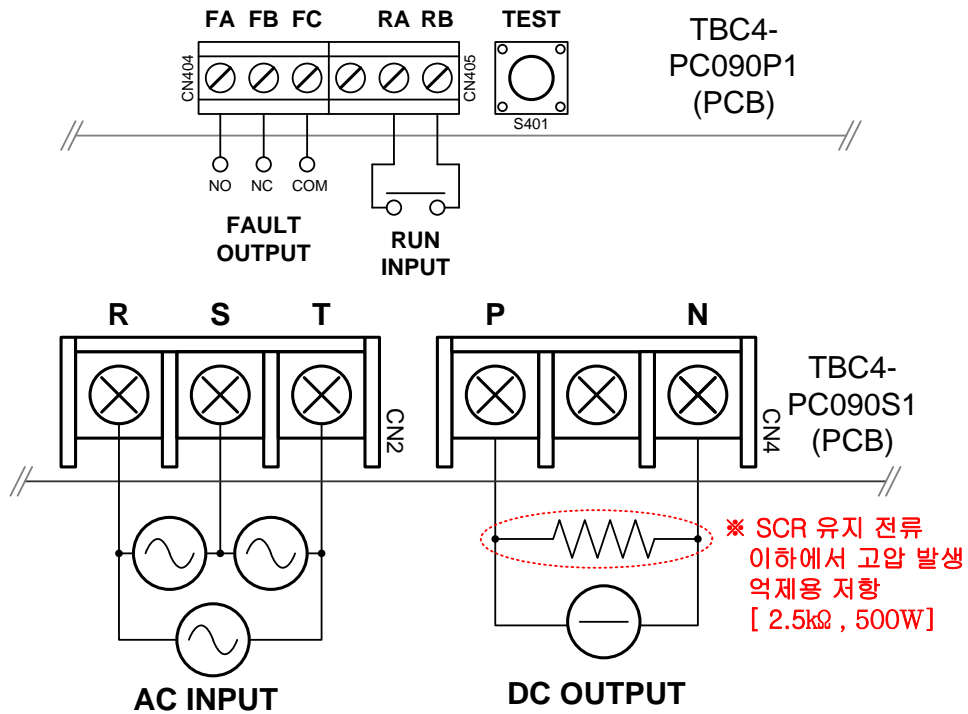 FA FB FC RA RB TEST
TBC4-
PC090P1
(PCB)
CN404
CN405
S401
NO NC COM
FAULT
OUTPUT
RUN
INPUT
R S T P N
TBC4-
PC090S1
(PCB)
CN2
CN4
※ SCR 유지 전류
이하에서 고압 발생
억제용 저항
[ 2.5kΩ , 500W]
AC INPUT
DC OUTPUT